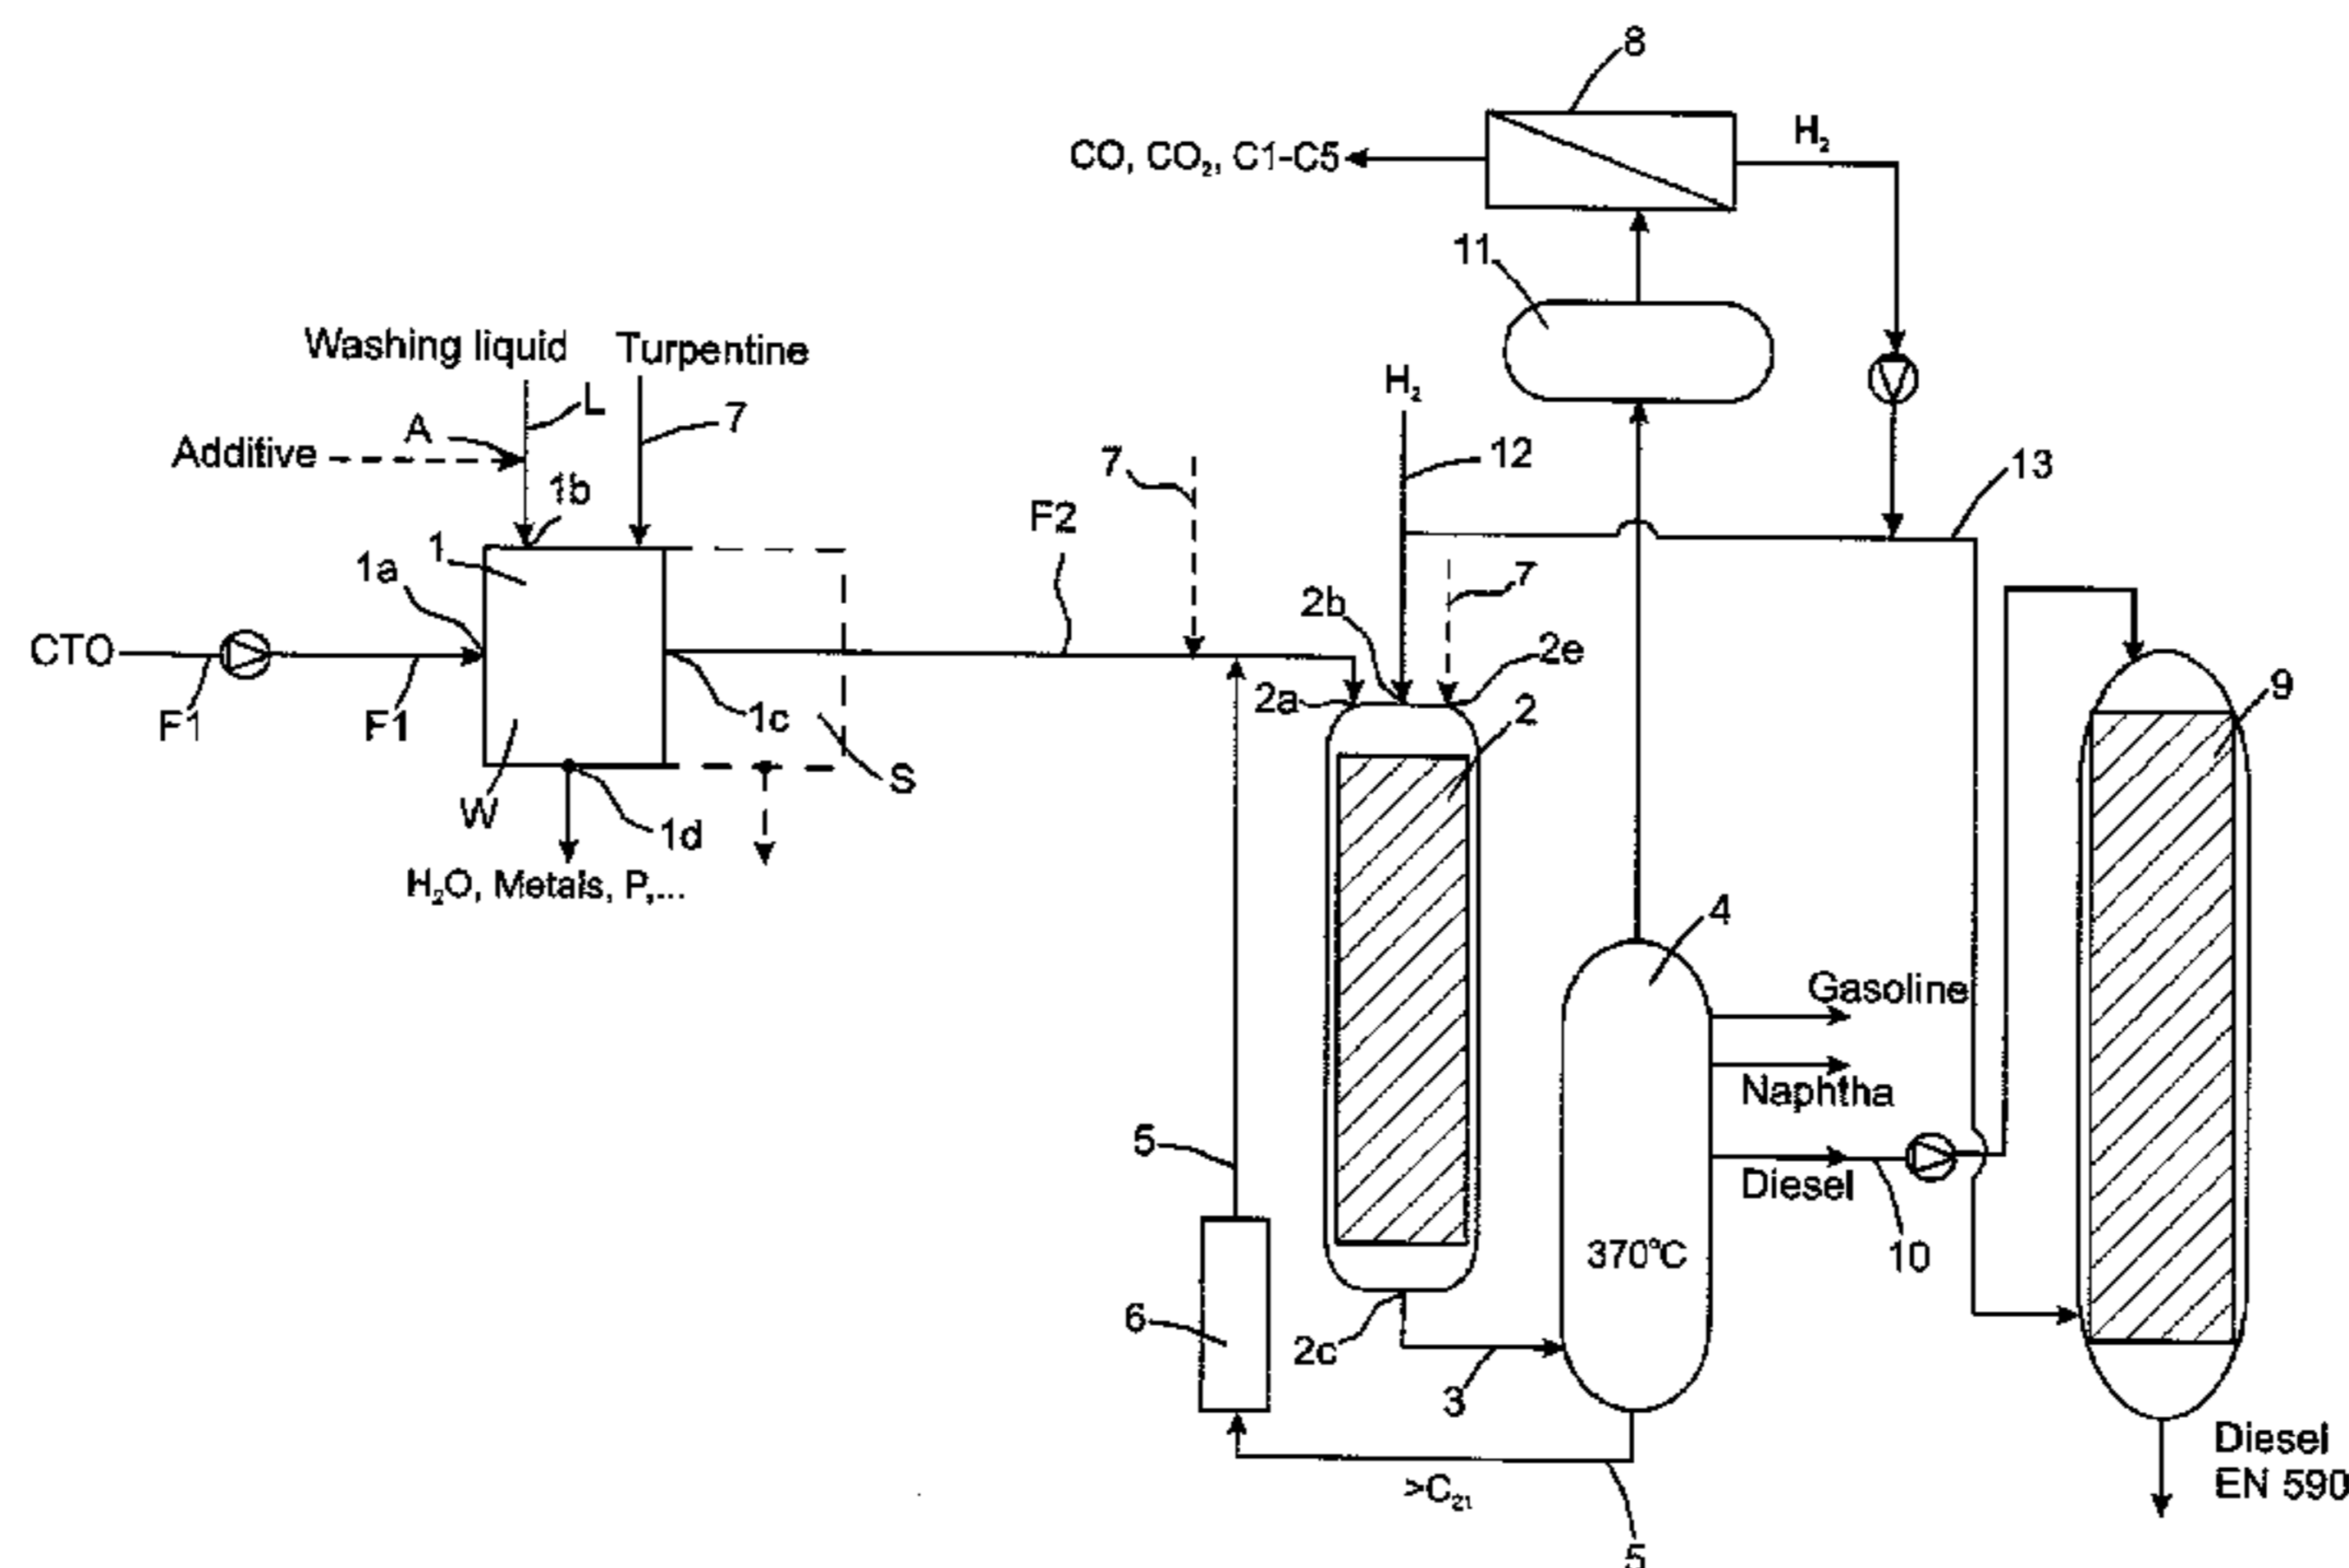 8
CO, CO₂, C1-C5
H₂
11
Washing liquid
Turpentine
H₂
L
7
A
Additive
7
12
13
1b
F2
1
1a
7
2b
2e
CTO
2a
1c
2
9
F1
F1
S
W
1d
H₂O, Metals, P,...
4
Gasoline
Naphtha
5
Diesel
10
370°C
6
2c
3
Diesel
EN 590
>C₂₁
5